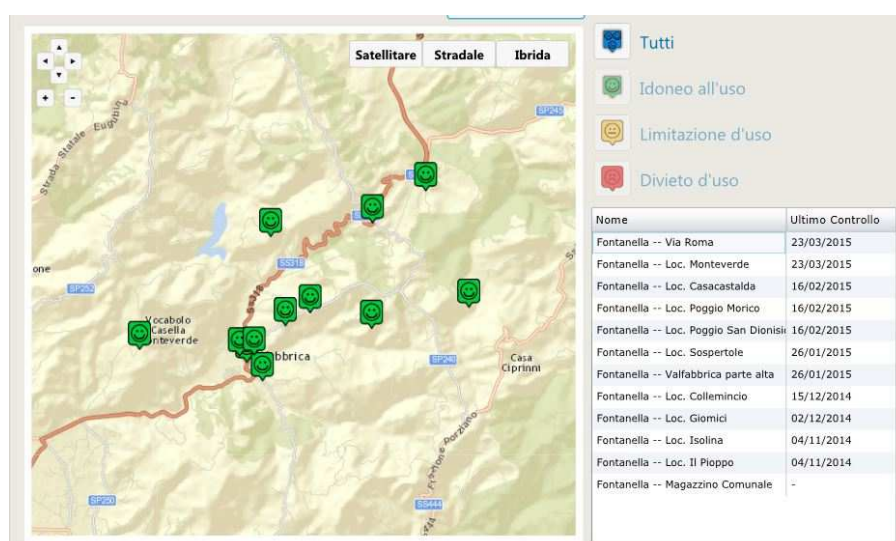 Satellitare Stradale Ibrida
+ -
SP245
Strada Statale Eugubina
SS318
SS318
SP252
one
Vocabolo
Casella
nteverde
bbrica
SP240
Casa
Ciprinni
SP250
SS444
Tutti
Idoneo all'uso
Limitazione d'uso
Divieto d'uso
Nome Ultimo Controllo
Fontanella -- Via Roma 23/03/2015
Fontanella -- Loc. Monteverde 23/03/2015
Fontanella -- Loc. Casacastalda 16/02/2015
Fontanella -- Loc. Poggio Morico 16/02/2015
Fontanella -- Loc. Poggio San Dionisio 16/02/2015
Fontanella -- Loc. Sospertole 26/01/2015
Fontanella -- Valfabbrica parte alta 26/01/2015
Fontanella -- Loc. Collemincio 15/12/2014
Fontanella -- Loc. Giomici 02/12/2014
Fontanella -- Loc. Isolina 04/11/2014
Fontanella -- Loc. Il Pioppo 04/11/2014
Fontanella -- Magazzino Comunale -